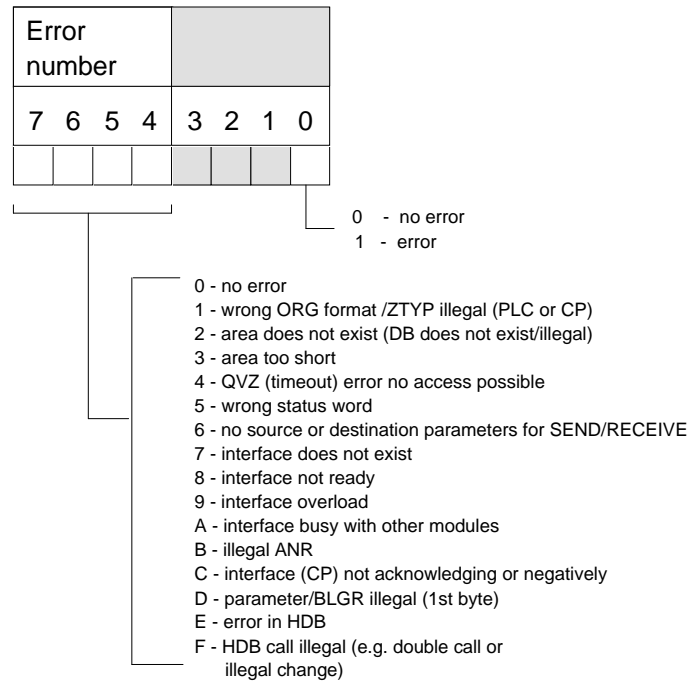 Error
number
7 6 5 4 3 2 1 0
0 - no error
1 - error
0 - no error
1 - wrong ORG format /ZTYP illegal (PLC or CP)
2 - area does not exist (DB does not exist/illegal)
3 - area too short
4 - QVZ (timeout) error no access possible
5 - wrong status word
6 - no source or destination parameters for SEND/RECEIVE
7 - interface does not exist
8 - interface not ready
9 - interface overload
A - interface busy with other modules
B - illegal ANR
C - interface (CP) not acknowledging or negatively
D - parameter/BLGR illegal (1st byte)
E - error in HDB
F - HDB call illegal (e.g. double call or
illegal change)